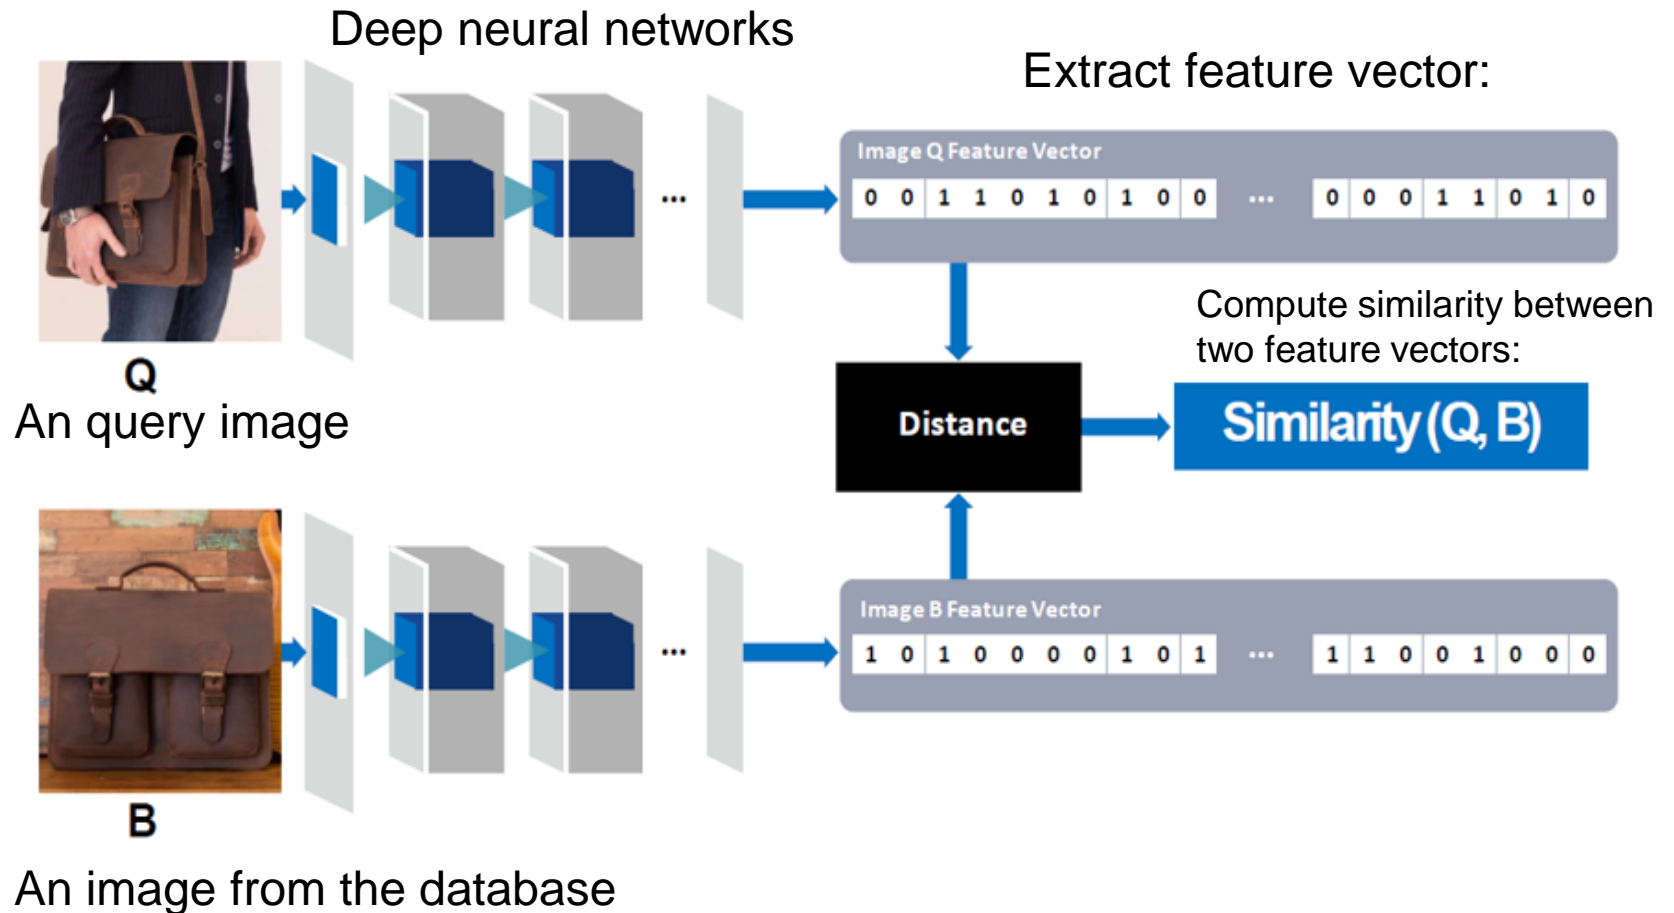 Deep neural networks
Extract feature vector:
Image Q Feature Vector
0 0 1 1 0 1 0 1 0 0 ... 0 0 0 1 1 0 1 0
...
Q
An query image
Compute similarity between
two feature vectors:
Distance
Similarity (Q, B)
Image B Feature Vector
1 0 1 0 0 0 0 1 0 1 ... 1 1 0 0 1 0 0 0
...
B
An image from the database